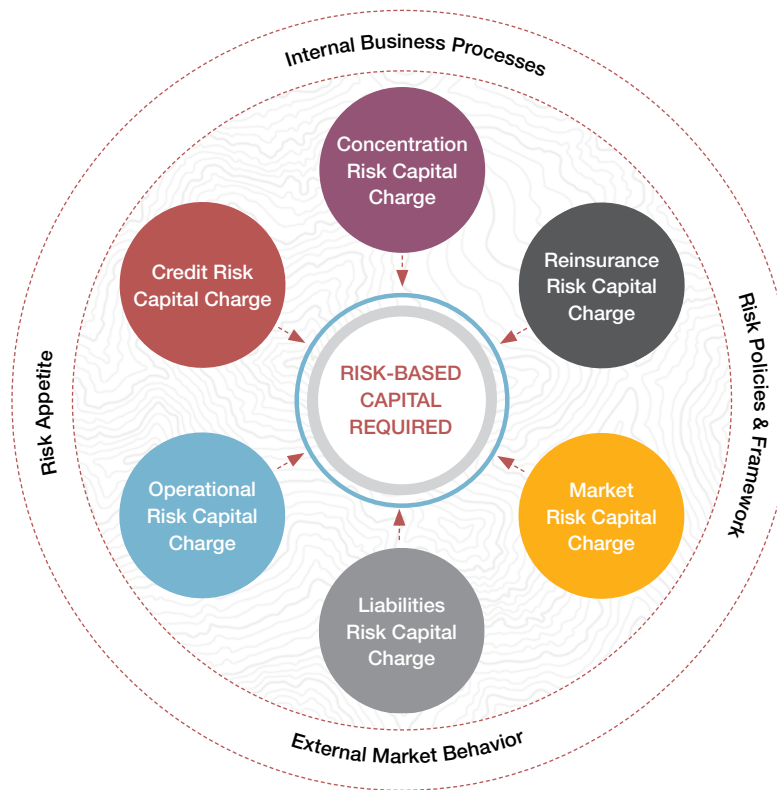 Internal Business Processes
Concentration
Risk Capital
Charge
Credit Risk
Capital Charge
Reinsurance
Risk Capital
Charge
Risk Appetite
RISK-BASED
CAPITAL
REQUIRED
Risk Policies & Framework
Operational
Risk Capital
Charge
Market
Risk Capital
Charge
Liabilities
Risk Capital
Charge
External Market Behavior